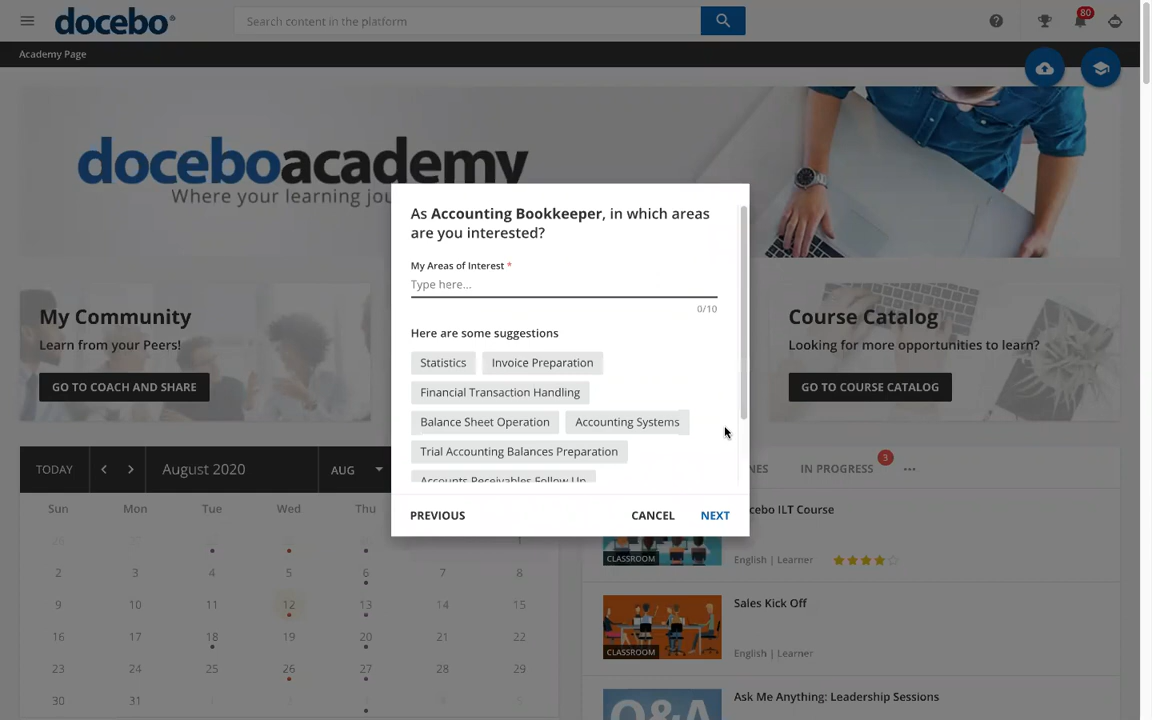 docebo
Search content in the platform
80
Academy Page
doceboacademy
Where your learning jou
As Accounting Bookkeeper, in which areas
are you interested?
My Areas of Interest *
Type here...
0/10
Here are some suggestions
Statistics
Invoice Preparation
Financial Transaction Handling
Balance Sheet Operation
Accounting Systems
Trial Accounting Balances Preparation
Accounts Receivables Follow Up
PREVIOUS
CANCEL
NEXT
My Community
Learn from your Peers!
GO TO COACH AND SHARE
Course Catalog
Looking for more opportunities to learn?
GO TO COURSE CATALOG
TODAY
August 2020
AUG
Sun Mon Tue Wed Thu
1
2 3 4 5 6 7 8
9 10 11 12 13 14 15
16 17 18 19 20 21 22
23 24 25 26 27 28 29
30 31
NES
IN PROGRESS
3
cebo ILT Course
CLASSROOM
English | Learner
Sales Kick Off
CLASSROOM
English | Learner
Ask Me Anything: Leadership Sessions
Q&A